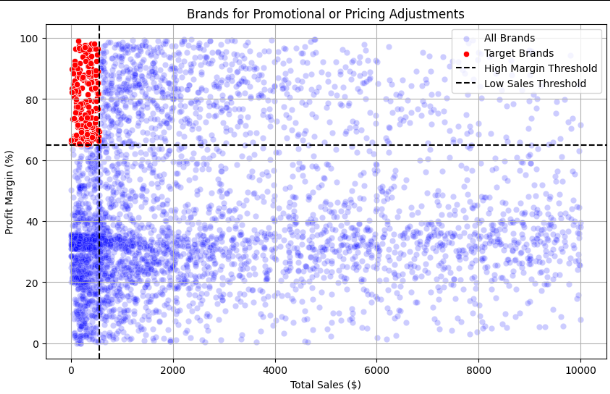 Brands for Promotional or Pricing Adjustments
All Brands
Target Brands
High Margin Threshold
Low Sales Threshold
Profit Margin (%)
100
80
60
40
20
0
0 2000 4000 6000 8000 10000
Total Sales ($)